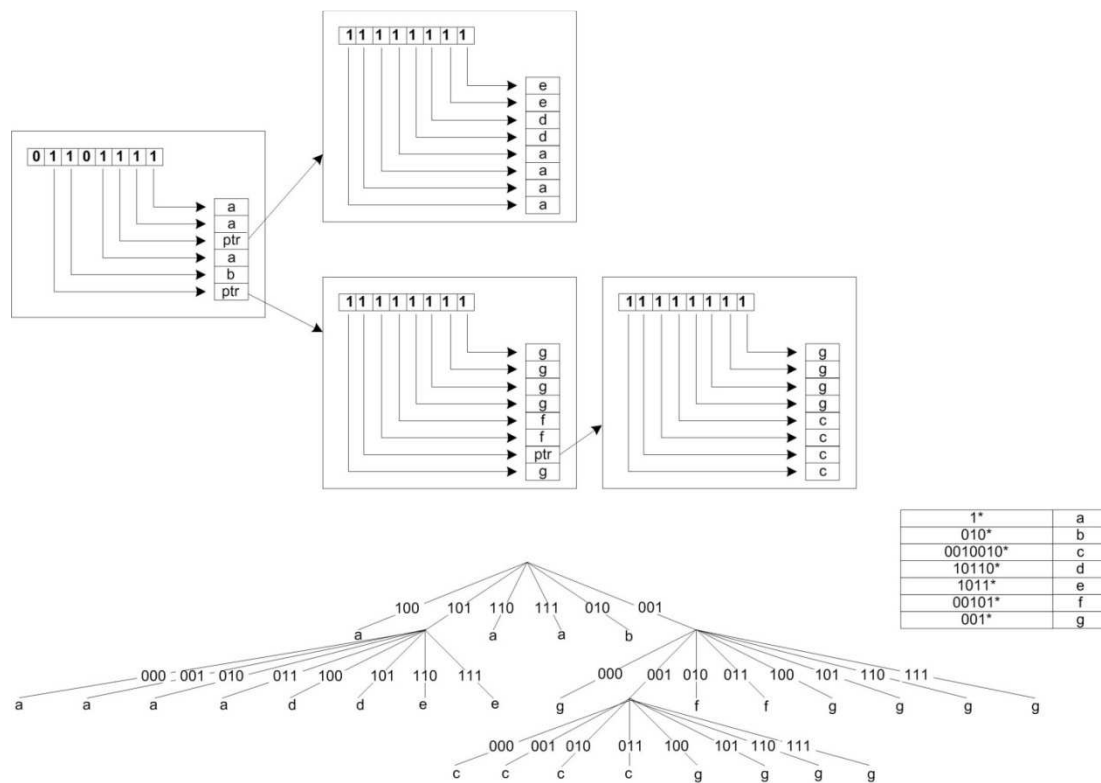 1 1 1 1 1 1 1 1
e
e
d
d
a
a
a
a
0 1 1 0 1 1 1 1
a
a
ptr
a
b
ptr
1 1 1 1 1 1 1 1
g
g
g
g
f
f
ptr
g
1 1 1 1 1 1 1 1
g
g
g
g
c
c
c
c
1* a
010* b
0010010* c
10110* d
1011* e
00101* f
001* g
100 101 110 111 010 001
a a a b
000 001 010 011 100 101 110 111 000 001 010 011 100 101 110 111
a a a a d d e e g f f g g g g
000 001 010 011 100 101 110 111
c c c c g g g g